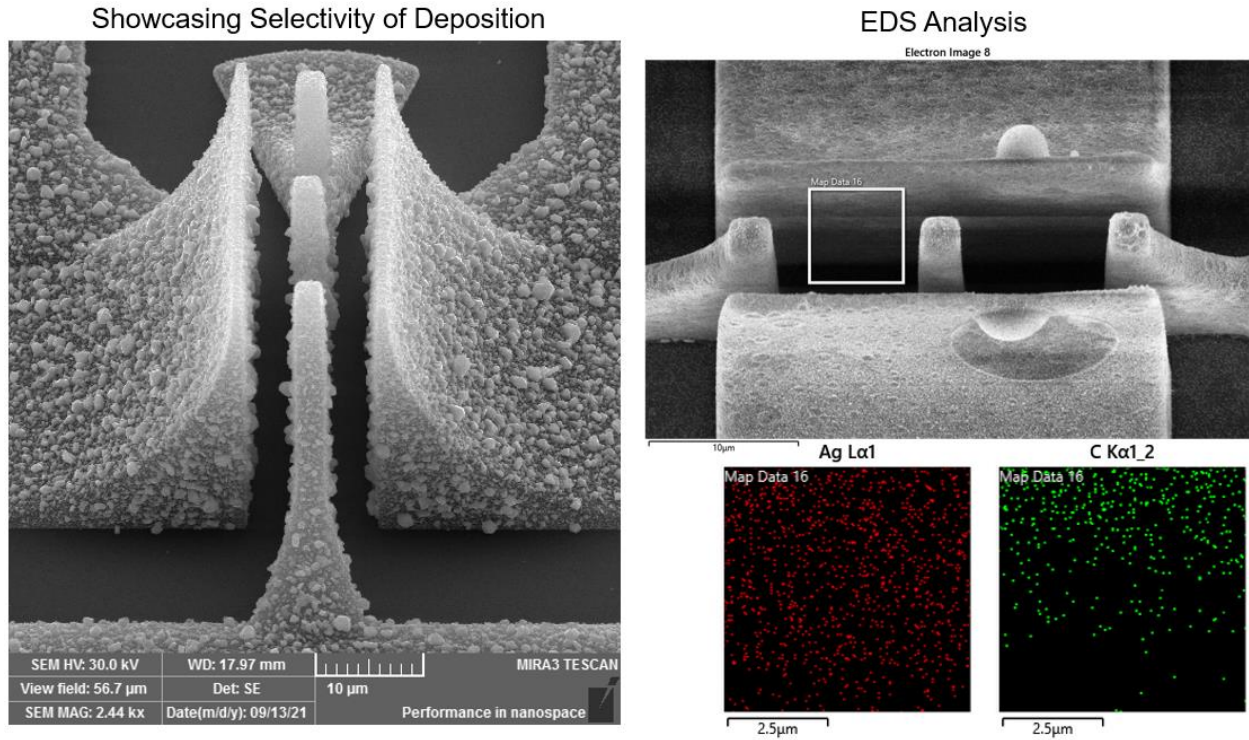 Showcasing Selectivity of Deposition
SEM HV: 30.0 kV
WD: 17.97 mm
MIRA3 TESCAN
View field: 56.7 µm
Det: SE
10 µm
SEM MAG: 2.44 kx
Date(m/d/y): 09/13/21
Performance in nanospace
EDS Analysis
Electron Image 8
Map Data 16
10µm
Ag Lα1
Map Data 16
2.5µm
C Kα1_2
Map Data 16
2.5µm